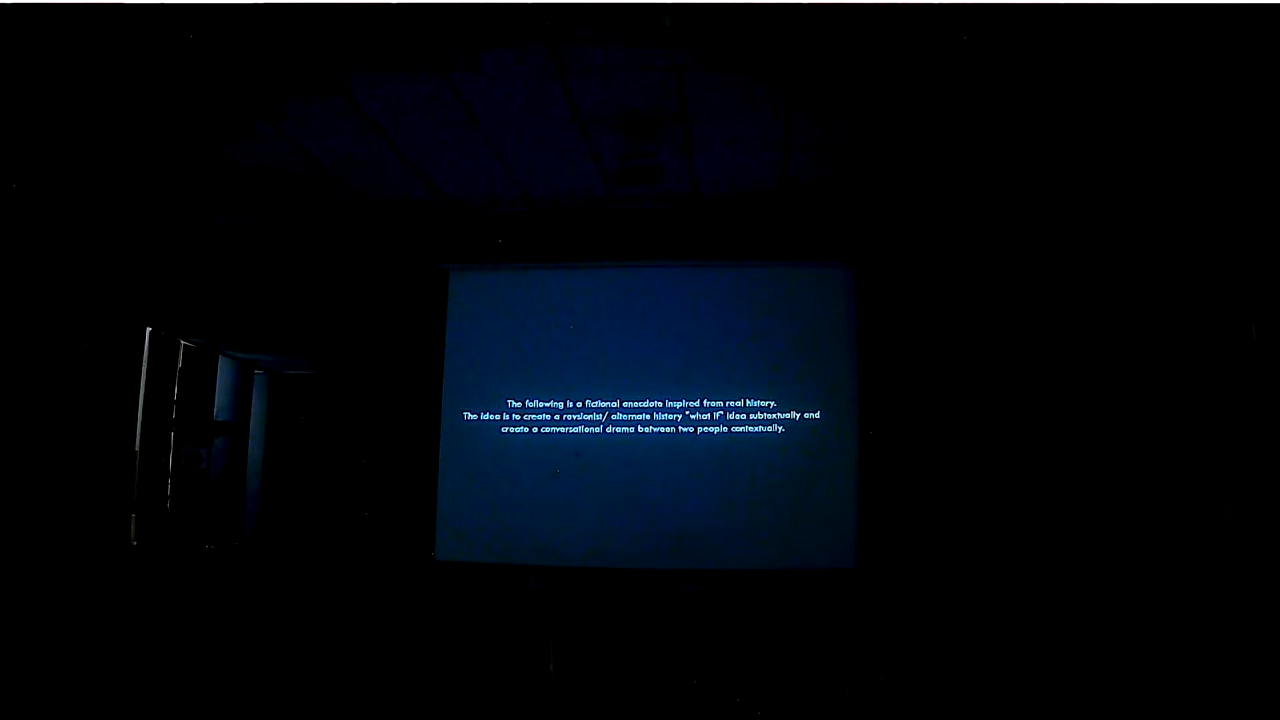 The following is a fictional anecdote inspired from real history.
The idea is to create a revsionist/ alternate history "what if" idea subtextually and
create a conversational drama between two people contextually.